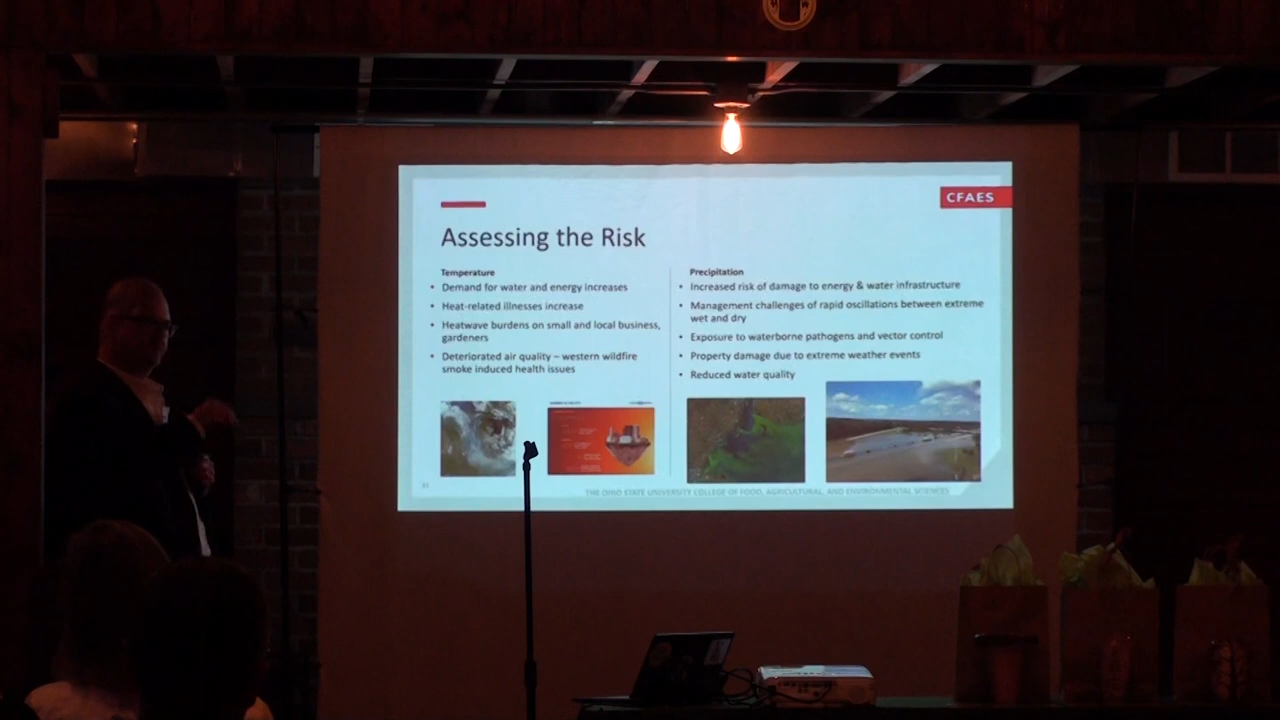 CFAES
Assessing the Risk
Temperature
• Demand for water and energy increases
• Heat-related illnesses increase
• Heatwave burdens on small and local business,
gardeners
• Deteriorated air quality – western wildfire
smoke induced health issues
Precipitation
• Increased risk of damage to energy & water infrastructure
• Management challenges of rapid oscillations between extreme
wet and dry
• Exposure to waterborne pathogens and vector control
• Property damage due to extreme weather events
• Reduced water quality
THE OHIO STATE UNIVERSITY COLLEGE OF FOOD, AGRICULTURAL, AND ENVIRONMENTAL SCIENCES